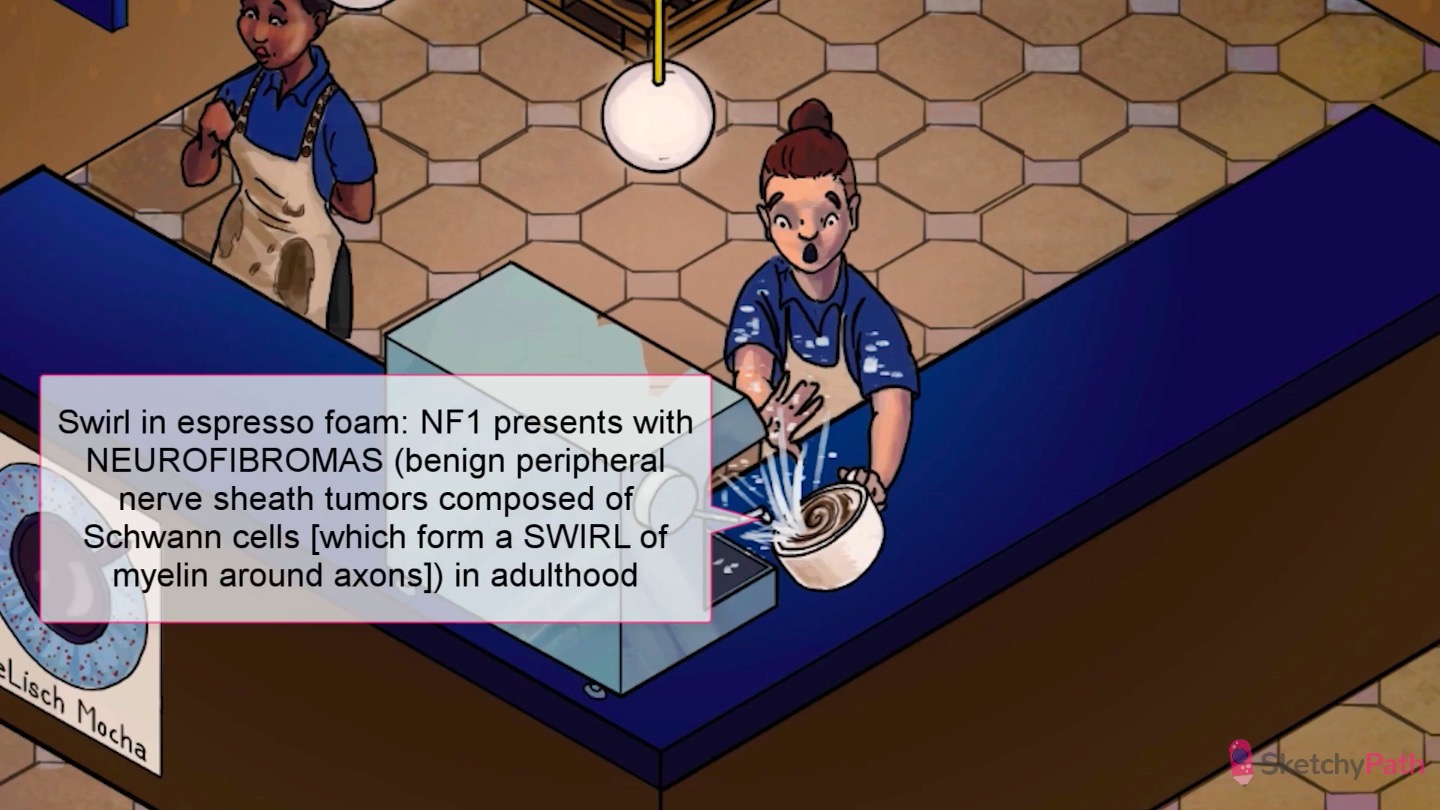 Swirl in espresso foam: NF1 presents with
NEUROFIBROMAS (benign peripheral
nerve sheath tumors composed of
Schwann cells [which form a SWIRL of
myelin around axons]) in adulthood
eLisch Mocha
SketchyPath